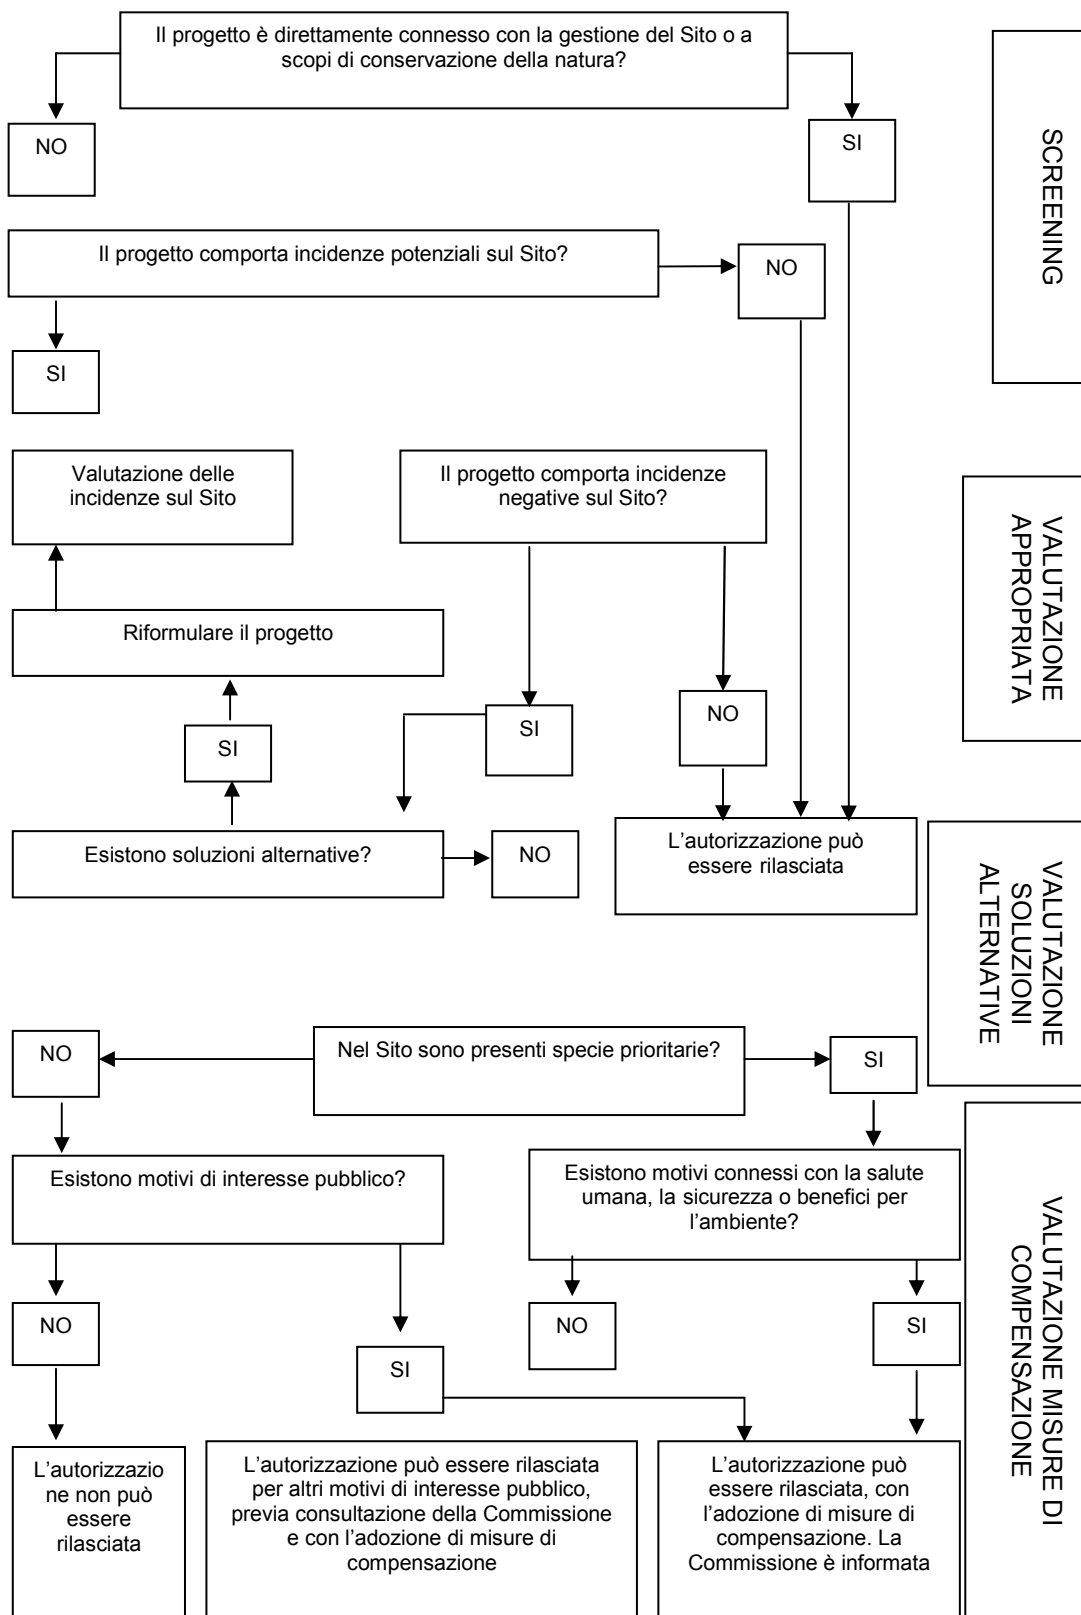 Il progetto è direttamente connesso con la gestione del Sito o a
scopi di conservazione della natura?
NO
SI
SCREENING
Il progetto comporta incidenze potenziali sul Sito?
NO
SI
Valutazione delle
incidenze sul Sito
Il progetto comporta incidenze
negative sul Sito?
VALUTAZIONE
APPROPRIATA
Riformulare il progetto
SI
SI
NO
Esistono soluzioni alternative?
NO
L’autorizzazione può
essere rilasciata
VALUTAZIONE
SOLUZIONI
ALTERNATIVE
NO
Nel Sito sono presenti specie prioritarie?
SI
Esistono motivi di interesse pubblico?
Esistono motivi connessi con la salute
umana, la sicurezza o benefici per
l’ambiente?
VALUTAZIONE MISURE DI
COMPENSAZIONE
NO
SI
NO
SI
L’autorizzazio
ne non può
essere
rilasciata
L’autorizzazione può essere rilasciata
per altri motivi di interesse pubblico,
previa consultazione della Commissione
e con l’adozione di misure di
compensazione
L’autorizzazione può
essere rilasciata, con
l’adozione di misure di
compensazione. La
Commissione è informata